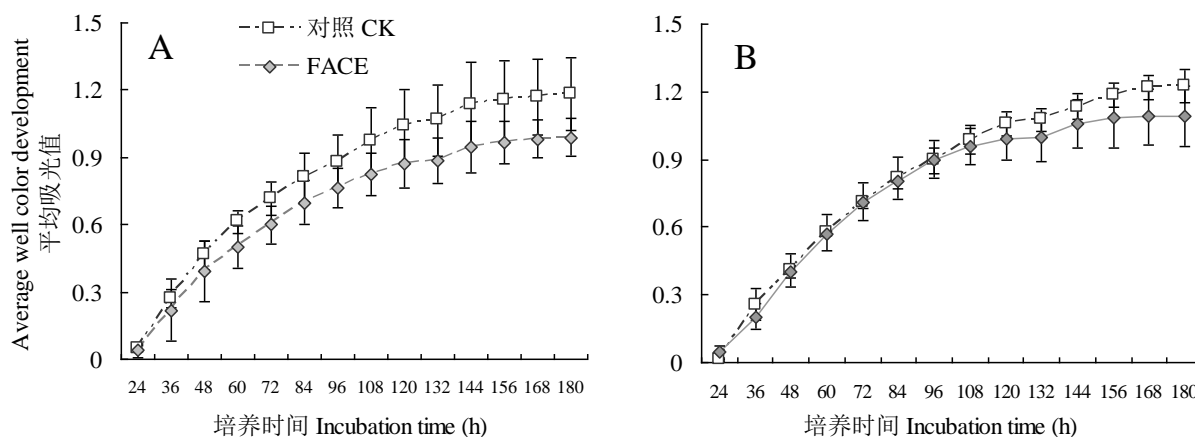 A
对照 CK
FACE
Average well color development
平均吸光值
1.5
1.2
0.9
0.6
0.3
0
24 36 48 60 72 84 96 108 120 132 144 156 168 180
培养时间 Incubation time (h)
B
1.5
1.2
0.9
0.6
0.3
0
24 36 48 60 72 84 96 108 120 132 144 156 168 180
培养时间 Incubation time (h)